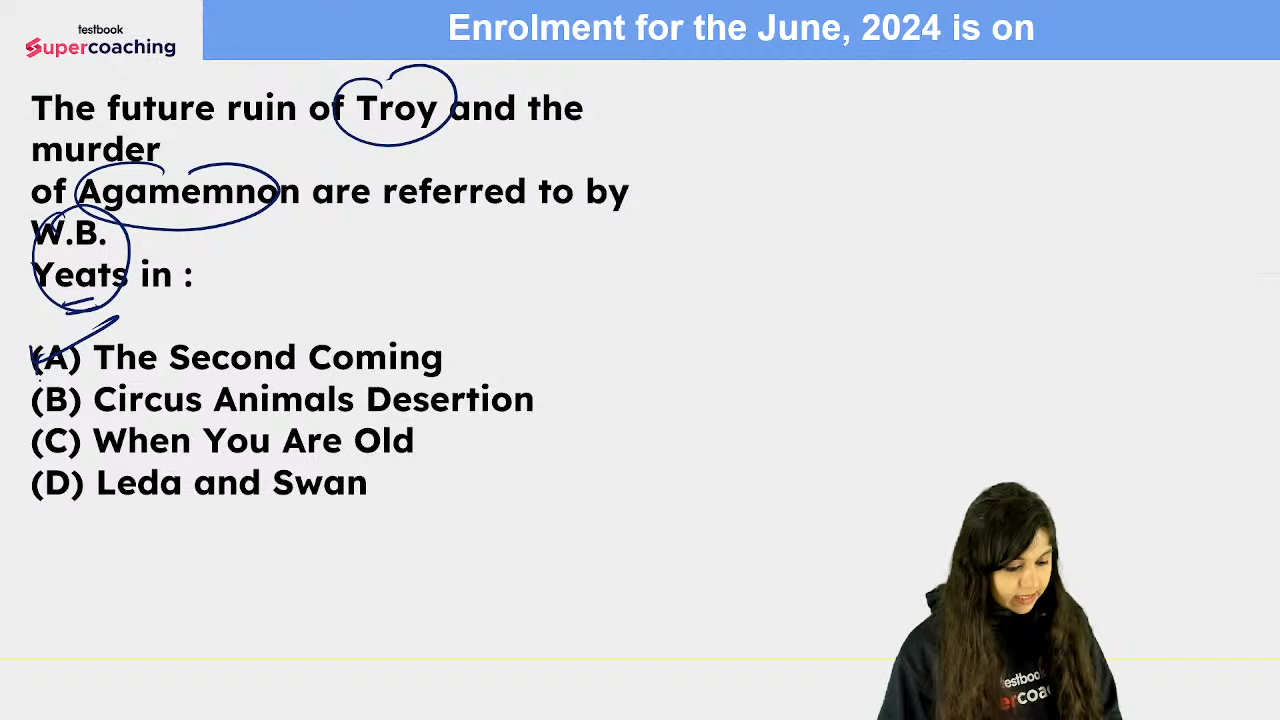 testbook
Supercoaching
Enrolment for the June, 2024 is on
The future ruin of Troy and the
murder
of Agamemnon are referred to by
W.B.
Yeats in :
(A) The Second Coming
(B) Circus Animals Desertion
(C) When You Are Old
(D) Leda and Swan
testbook